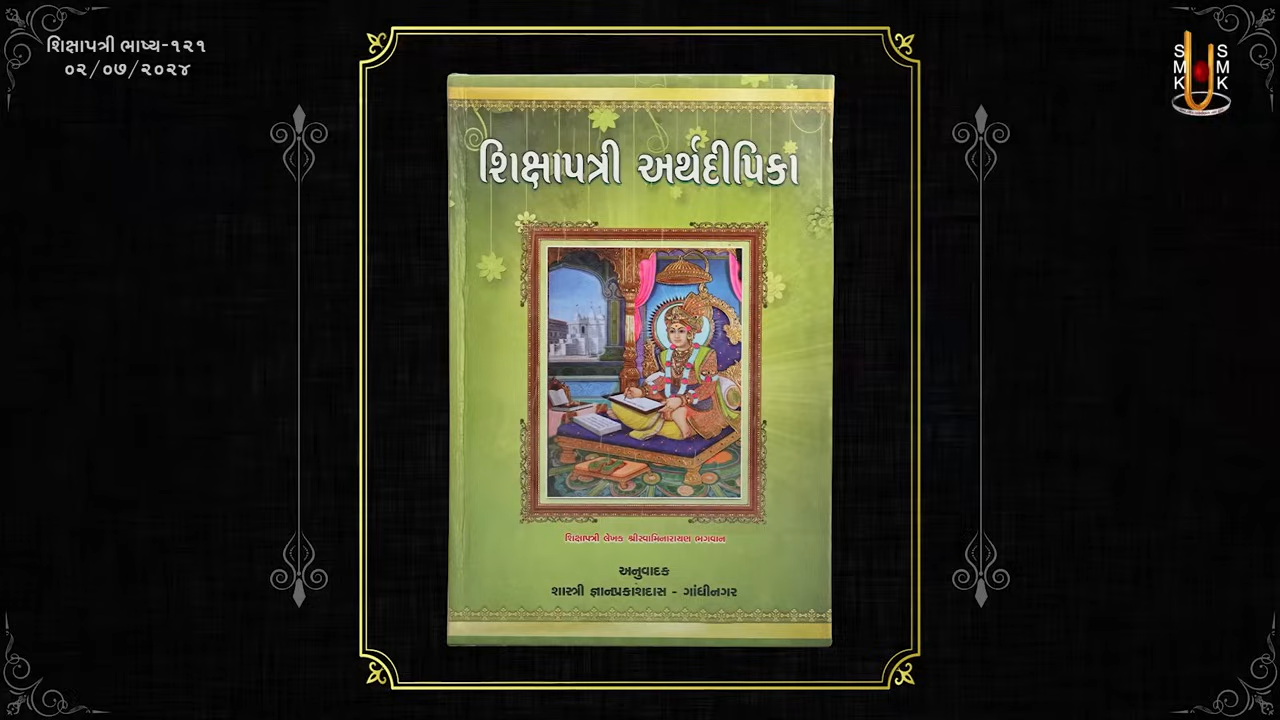 શિક્ષાપત્રી ભાષ્ય-૧૨૧
૦૨/૦૭/૨૦૨૪
SMK
SMK
શિક્ષાપત્રી અર્થદીપિકા
શિક્ષાપત્રી લેખક શ્રીસ્વામિનારાયણ ભગવાન
અનુવાદક
શાસ્ત્રી જ્ઞાનપ્રકાશદાસ - ગાંધીનગર